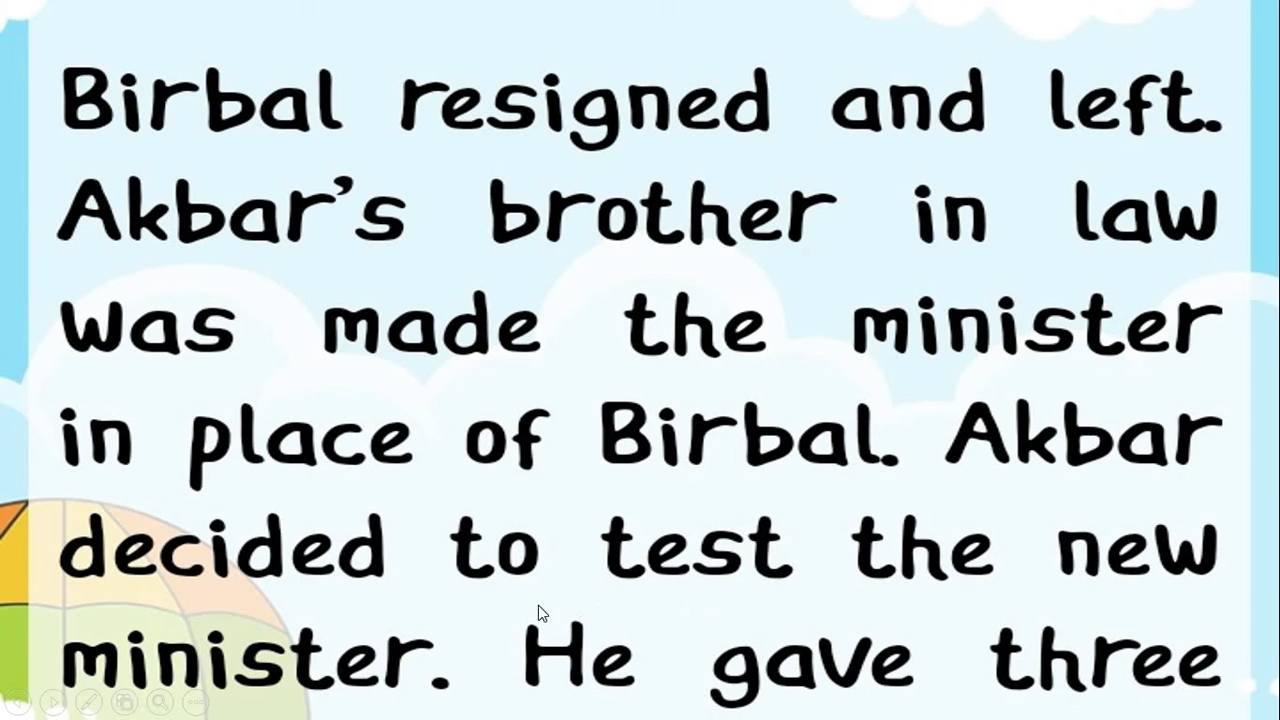 Birbal resigned and left.
Akbar’s brother in law
was made the minister
in place of Birbal. Akbar
decided to test the new
minister. He gave three